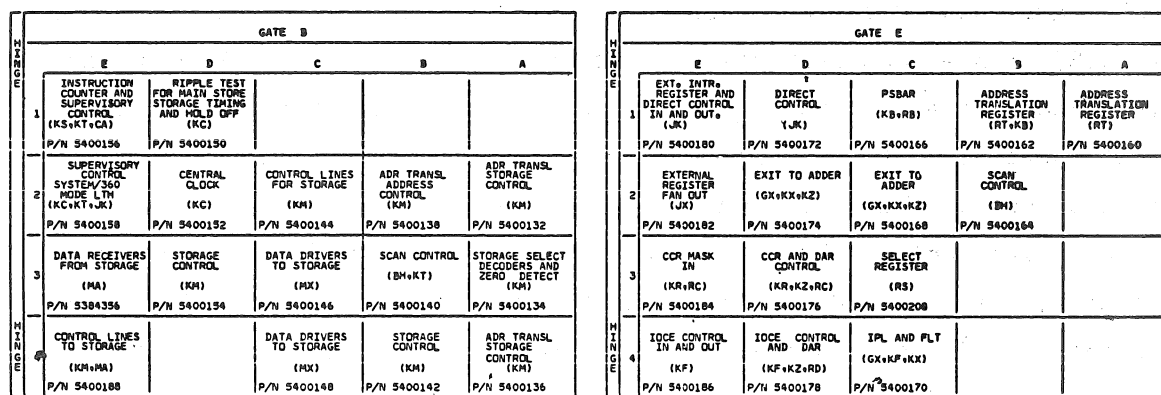 GATE B
HINGE
E D C B A
1
INSTRUCTION
COUNTER AND
SUPERVISORY
CONTROL
(KS,KT,CA)
P/N 5400156
RIPPLE TEST
FOR MAIN STORE
STORAGE TIMING
AND HOLD OFF
(KC)
P/N 5400150
2
SUPERVISORY
CONTROL
SYSTEM/360
MODE LTH
(KC,KT,JK)
P/N 5400158
CENTRAL
CLOCK
(KC)
P/N 5400152
CONTROL LINES
FOR STORAGE
(KM)
P/N 5400144
ADR TRANSL
ADDRESS
CONTROL
(KM)
P/N 5400138
ADR TRANSL
STORAGE
CONTROL
(KM)
P/N 5400132
3
DATA RECEIVERS
FROM STORAGE
(MA)
P/N 5384356
STORAGE
CONTROL
(KM)
P/N 5400154
DATA DRIVERS
TO STORAGE
(MX)
P/N 5400146
SCAN CONTROL
(BH,KT)
P/N 5400140
STORAGE SELECT
DECODERS AND
ZERO DETECT
(KM)
P/N 5400134
HINGE
CONTROL LINES
TO STORAGE
(KM,MA)
P/N 5400188
DATA DRIVERS
TO STORAGE
(MX)
P/N 5400148
STORAGE
CONTROL
(KM)
P/N 5400142
ADR TRANSL
STORAGE
CONTROL
(KM)
P/N 5400136
GATE E
HINGE
E D C B A
1
EXT. INTR.
REGISTER AND
DIRECT CONTROL
IN AND OUT.
(JK)
P/N 5400180
DIRECT
CONTROL
(JK)
P/N 5400172
PSBAR
(KB,RB)
P/N 5400166
ADDRESS
TRANSLATION
REGISTER
(RT,KB)
P/N 5400162
ADDRESS
TRANSLATION
REGISTER
(RT)
P/N 5400160
2
EXTERNAL
REGISTER
FAN OUT
(JX)
P/N 5400182
EXIT TO ADDER
(GX,KX,KZ)
P/N 5400174
EXIT TO
ADDER
(GX,KX,KZ)
P/N 5400168
SCAN
CONTROL
(BH)
P/N 5400164
3
CCR MASK
IN
(KR,RC)
P/N 5400184
CCR AND DAR
CONTROL
(KR,KZ,RC)
P/N 5400176
SELECT
REGISTER
(RS)
P/N 5400208
HINGE
4
IOCE CONTROL
IN AND OUT
(KF)
P/N 5400186
IOCE CONTROL
AND DAR
(KF,KZ,RD)
P/N 5400178
IPL AND FLT
(GX,KF,KX)
P/N 5400170